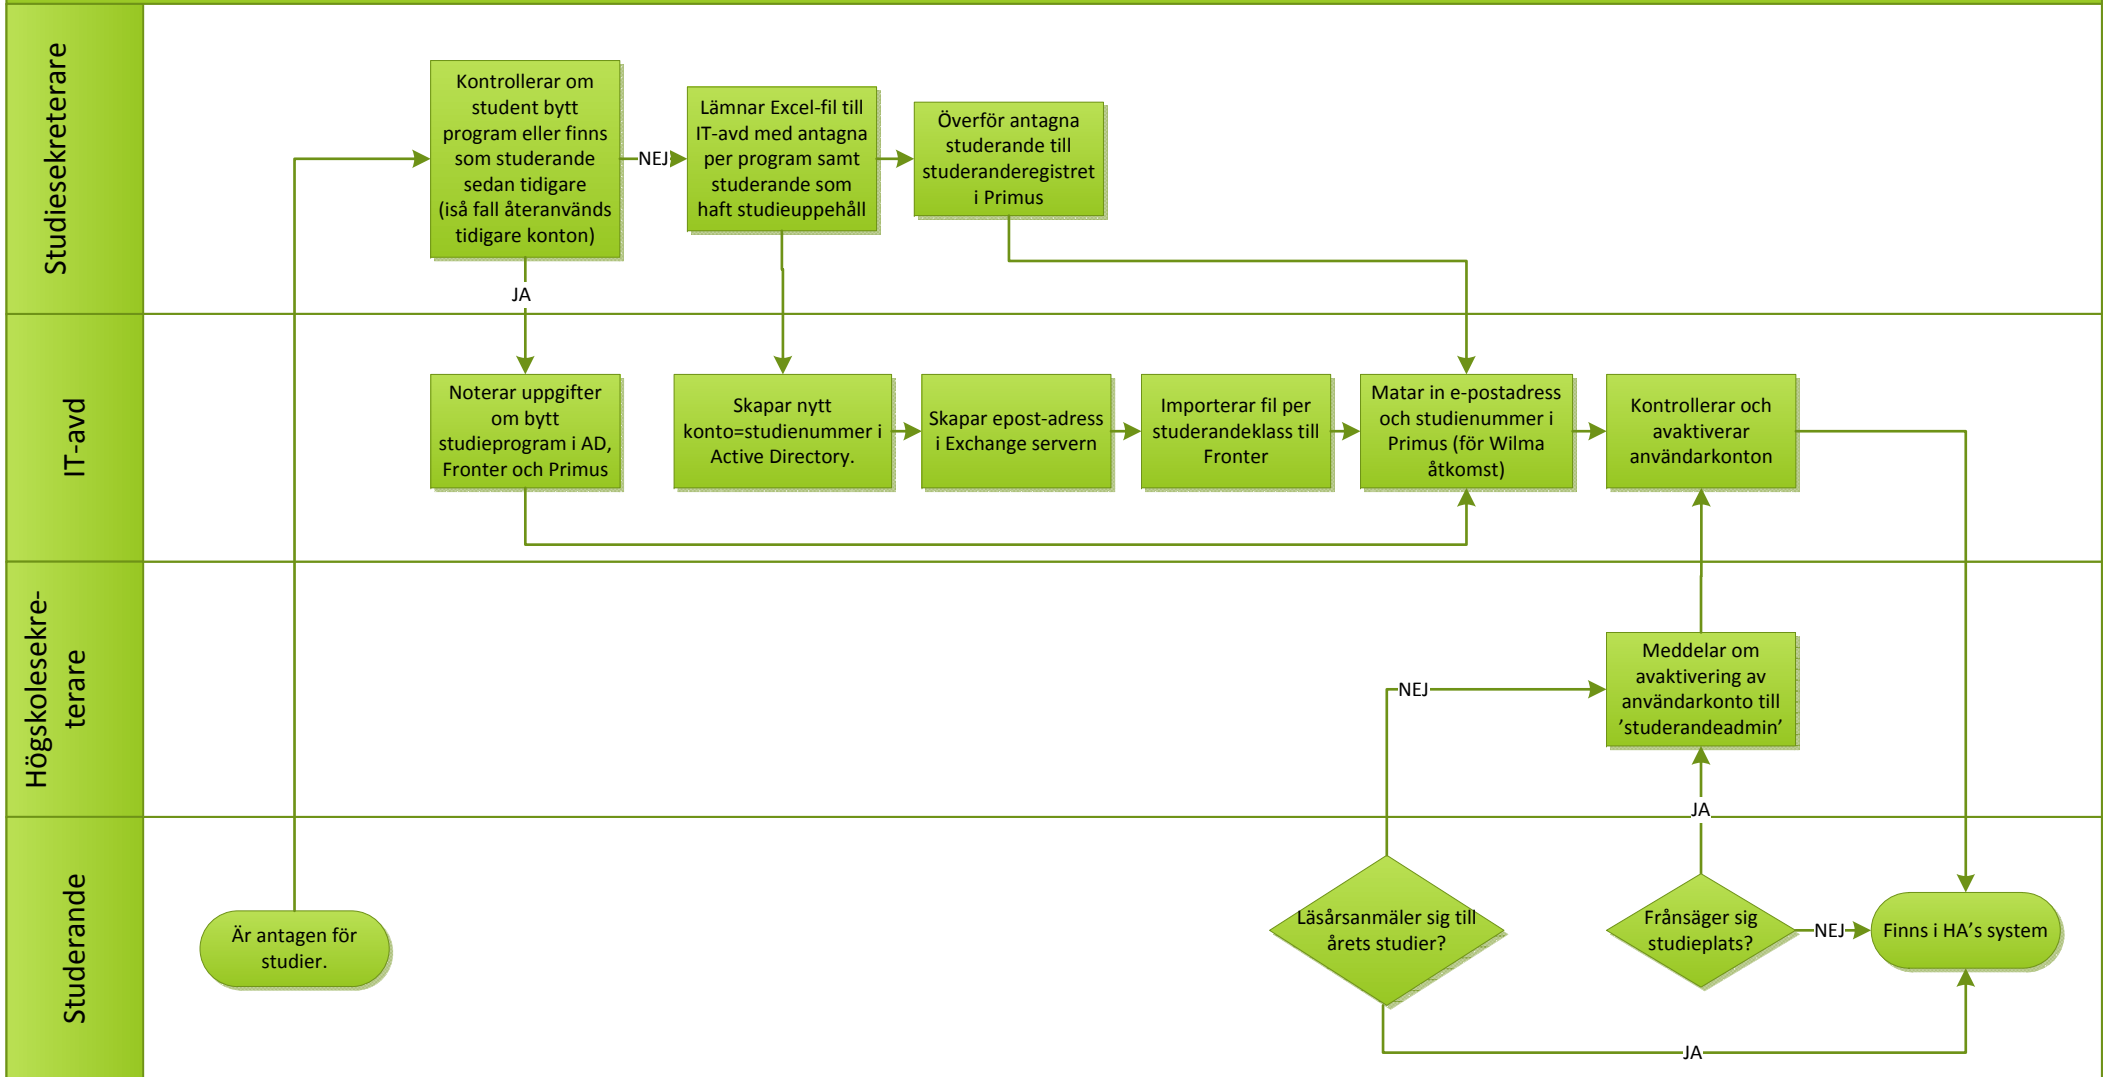 Studiesekreterare
Kontrollerar om
student bytt
program eller finns
som studerande
sedan tidigare
(iså fall återanvänds
tidigare konton)
NEJ
Lämnar Excel-fil till
IT-avd med antagna
per program samt
studerande som
haft studieuppehåll
Överför antagna
studerande till
studeranderegistret
i Primus
JA
IT-avd
Noterar uppgifter
om bytt
studieprogram i AD,
Fronter och Primus
Skapar nytt
konto=studienummer i
Active Directory.
Skapar epost-adress
i Exchange servern
Importerar fil per
studerandeklass till
Fronter
Matar in e-postadress
och studienummer i
Primus (för Wilma
åtkomst)
Kontrollerar och
avaktiverar
användarkonton
Högskolesekre-
terare
NEJ
Meddelar om
avaktivering av
användarkonto till
’studerandeadmin’
JA
Studerande
Är antagen för
studier.
Läsårsanmäler sig till
årets studier?
Frånsäger sig
studieplats?
NEJ
Finns i HA’s system
JA